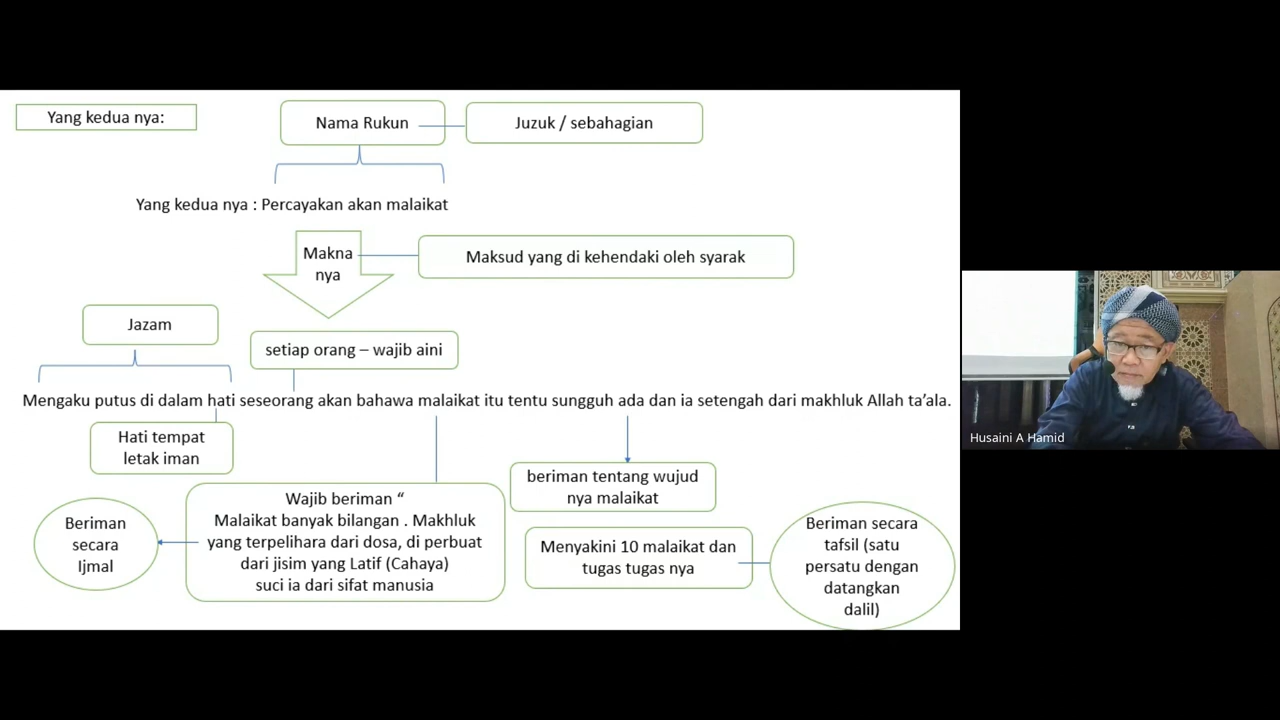 Yang kedua nya:
Nama Rukun
Juzuk / sebahagian
Yang kedua nya : Percayakan akan malaikat
Makna
nya
Maksud yang di kehendaki oleh syarak
Jazam
setiap orang – wajib aini
Mengaku putus di dalam hati seseorang akan bahawa malaikat itu tentu sungguh ada dan ia setengah dari makhluk Allah ta’ala.
Hati tempat
letak iman
beriman tentang wujud
nya malaikat
Wajib beriman “
Malaikat banyak bilangan . Makhluk
yang terpelihara dari dosa, di perbuat
dari jisim yang Latif (Cahaya)
suci ia dari sifat manusia
Beriman
secara
Ijmal
Menyakini 10 malaikat dan
tugas tugas nya
Beriman secara
tafsil (satu
persatu dengan
datangkan
dalil)
Husaini A Hamid